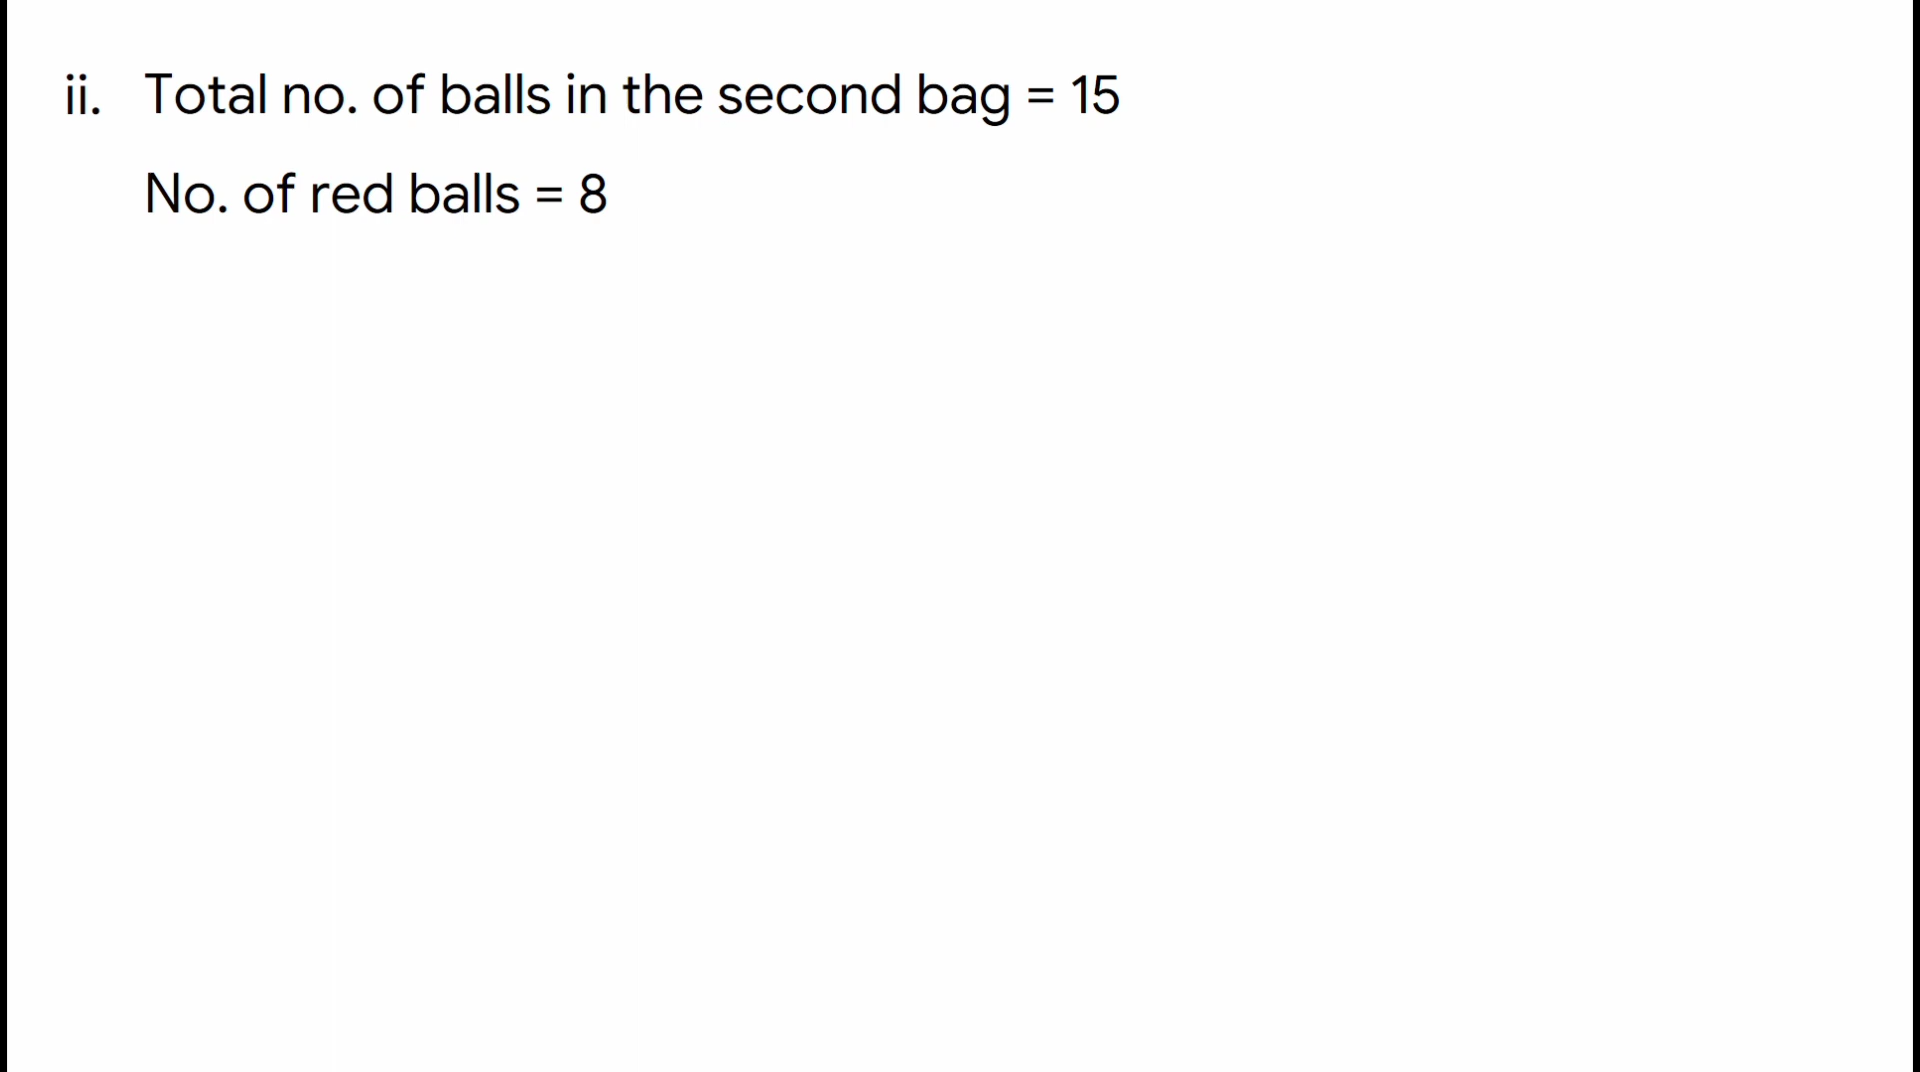 ii. Total no. of balls in the second bag = 15
No. of red balls = 8